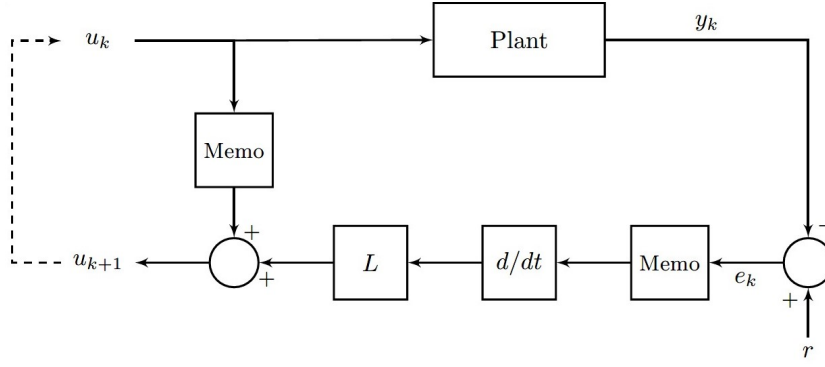 u_k
Plant
y_k
Memo
+
+
u_{k+1}
L
d/dt
Memo
e_k
−
+
r